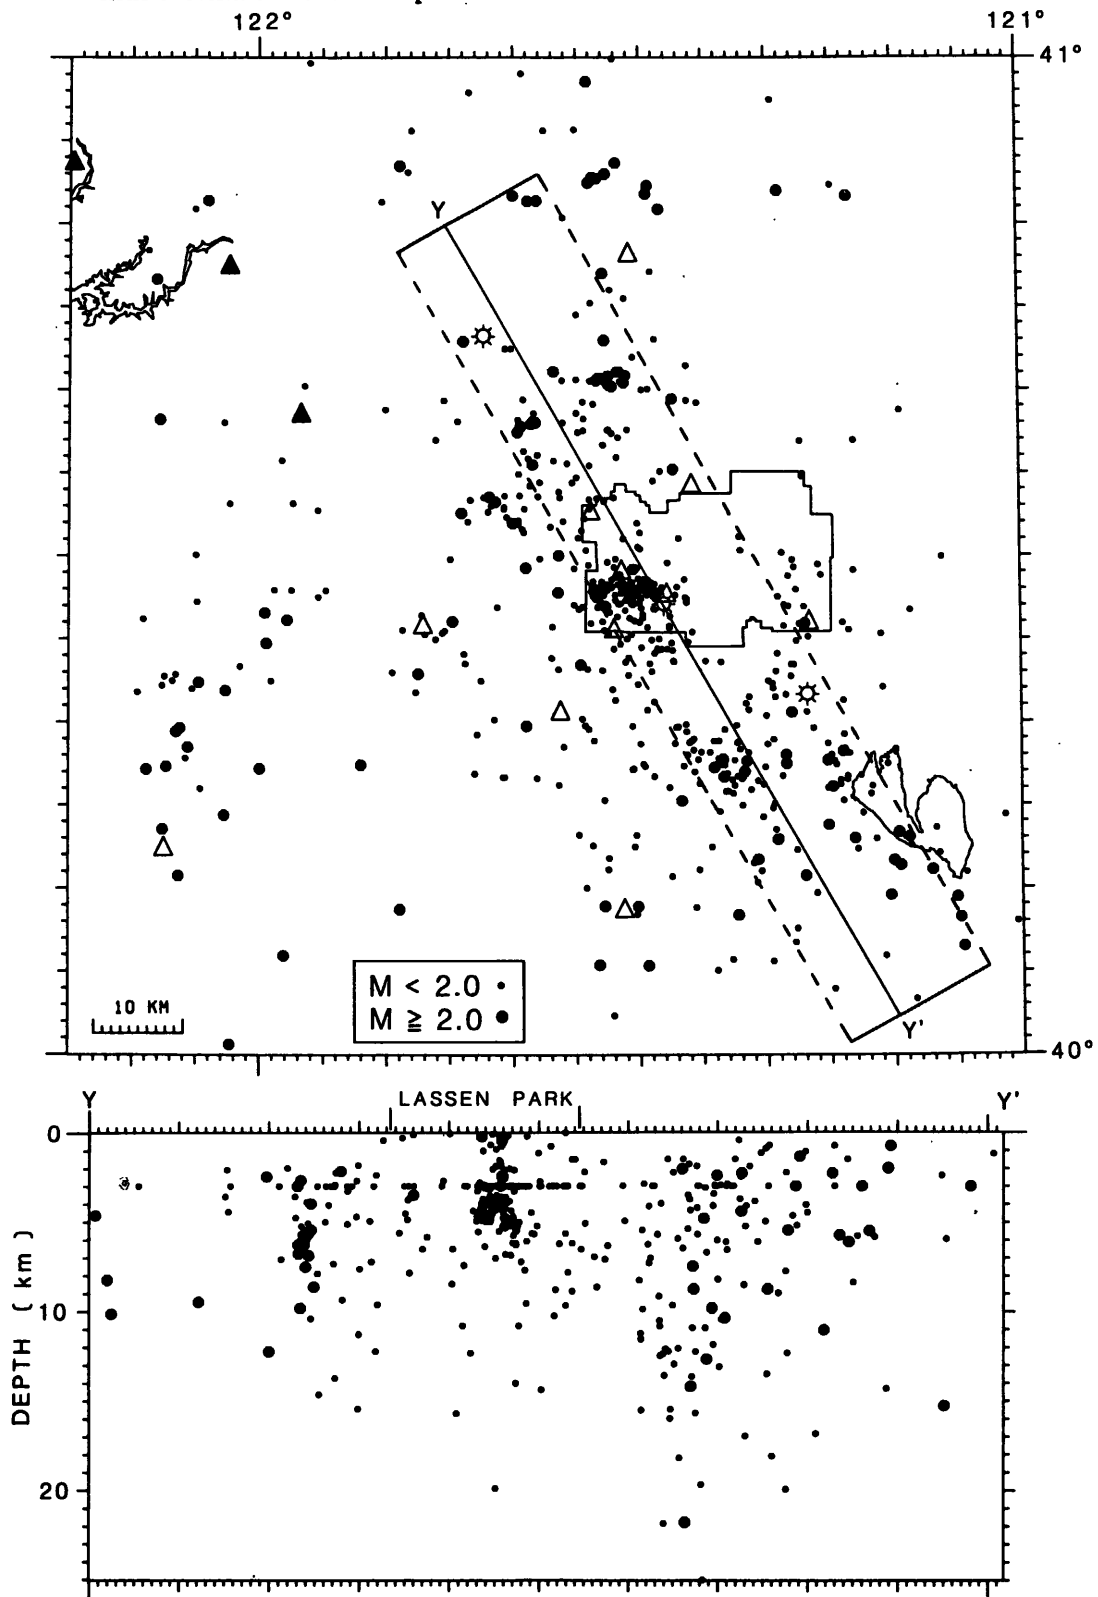 122° 121°
41°
Y
M < 2.0
M ≧ 2.0
10 KM
Y'
40°
Y LASSEN PARK Y'
0
10
20
DEPTH (km)